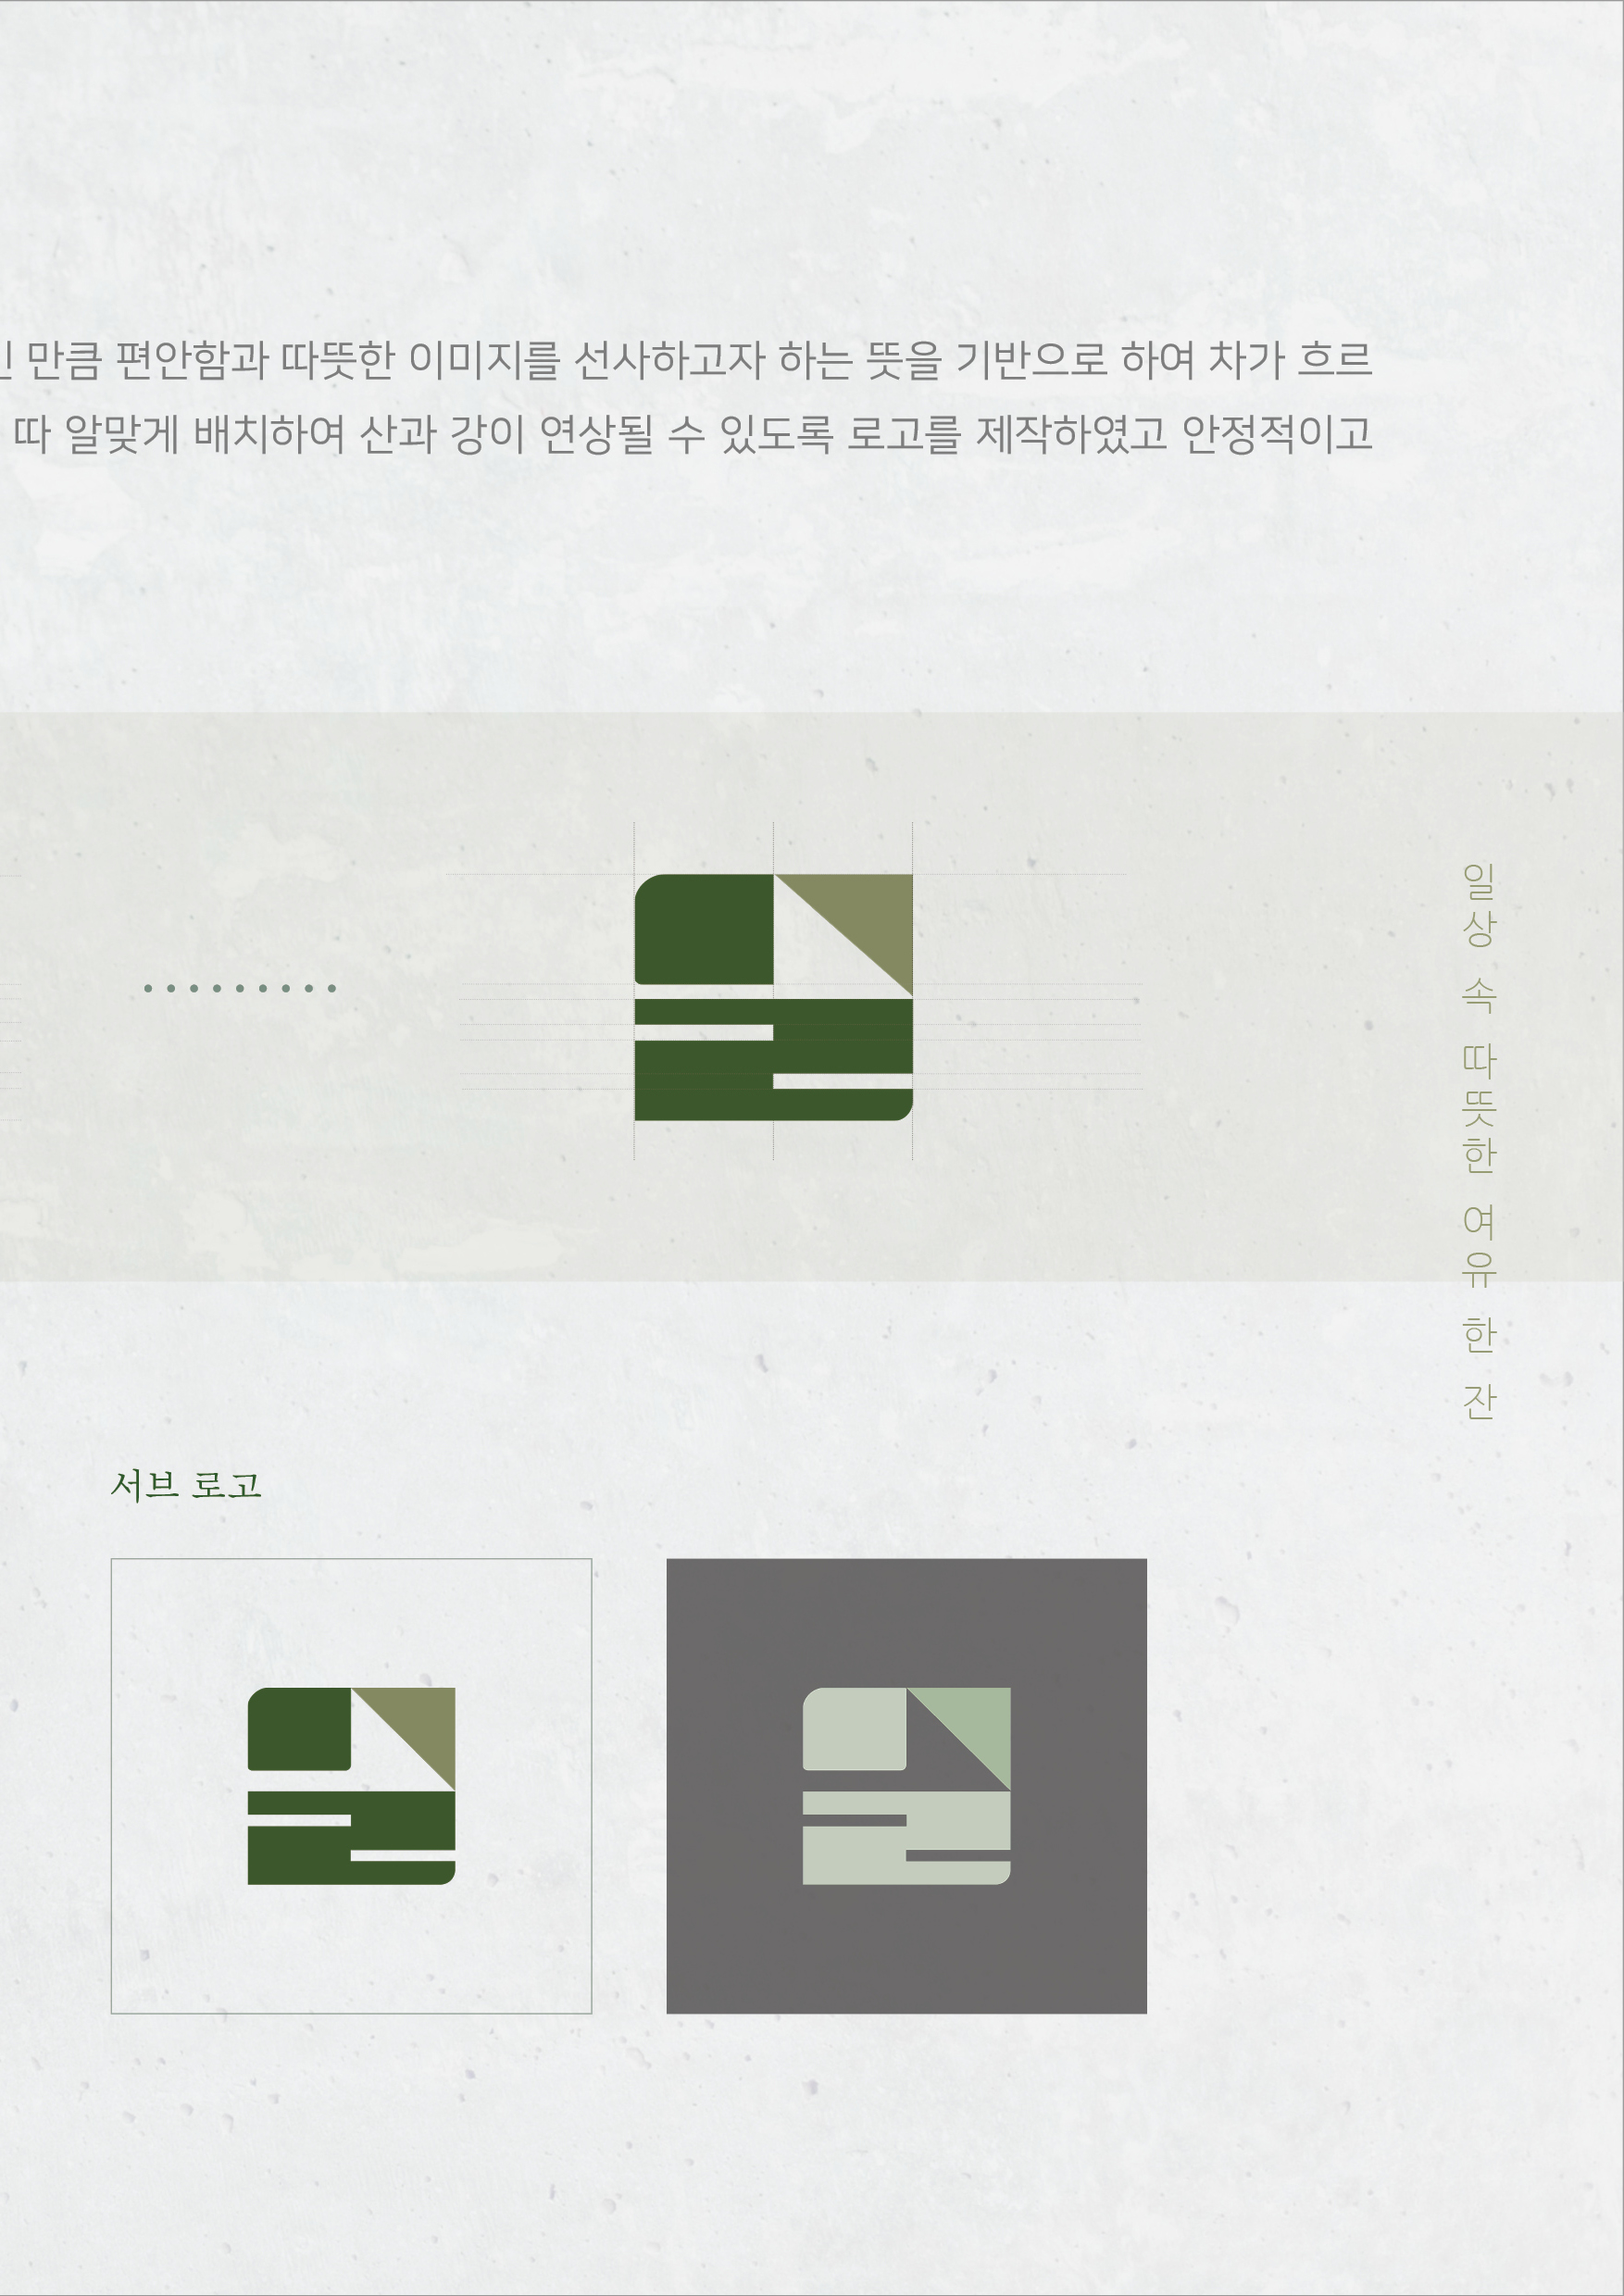 만큼 편안함과 따뜻한 이미지를 선사하고자 하는 뜻을 기반으로 하여 차가 흐르
따 알맞게 배치하여 산과 강이 연상될 수 있도록 로고를 제작하였고 안정적이고
일상 속 따뜻한 여유 한 잔
서브 로고